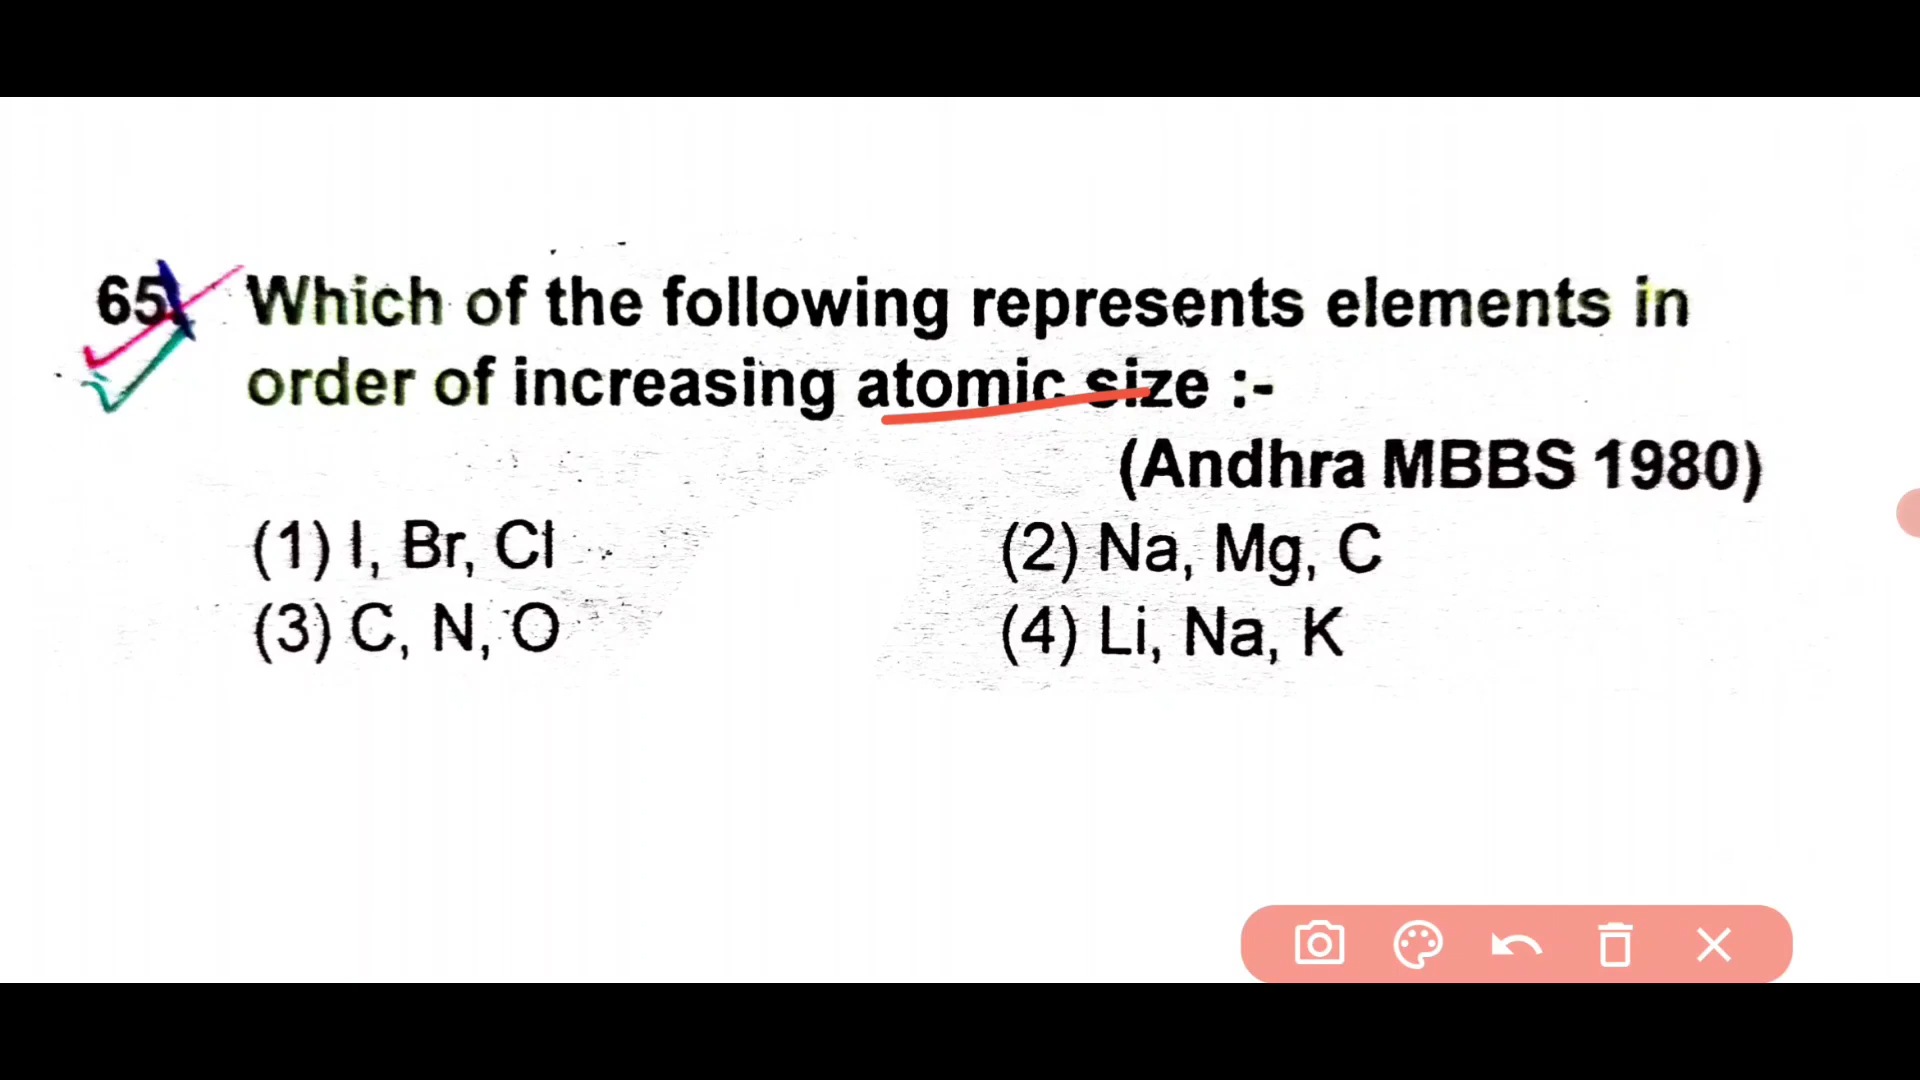 65. Which of the following represents elements in
order of increasing atomic size :-
(Andhra MBBS 1980)
(1) I, Br, Cl
(2) Na, Mg, C
(3) C, N, O
(4) Li, Na, K